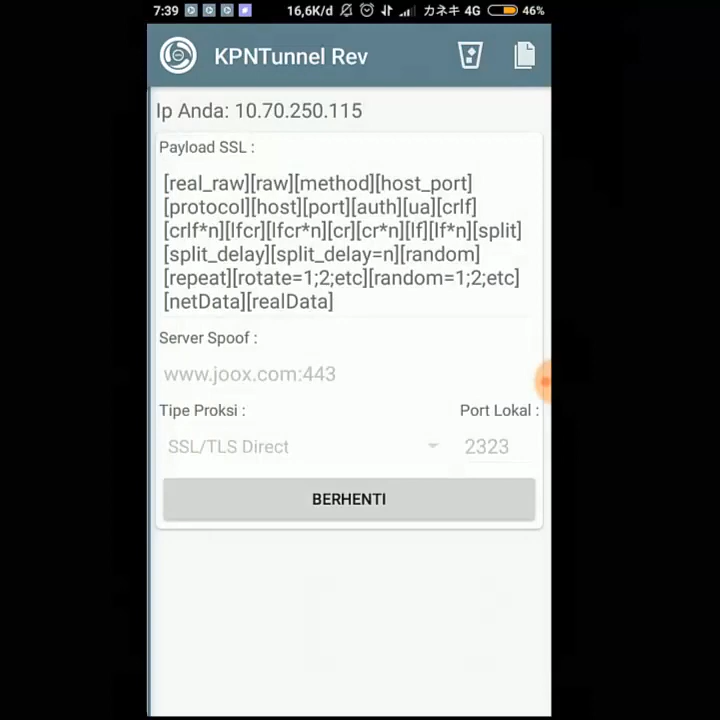 7:39 16,6K/d カネキ 4G 46%
KPNTunnel Rev
Ip Anda: 10.70.250.115
Payload SSL :
[real_raw][raw][method][host_port]
[protocol][host][port][auth][ua][crlf]
[crlf*n][lfcr][lfcr*n][cr][cr*n][lf][lf*n][split]
[split_delay][split_delay=n][random]
[repeat][rotate=1;2;etc][random=1;2;etc]
[netData][realData]
Server Spoof :
www.joox.com:443
Tipe Proksi : Port Lokal :
SSL/TLS Direct 2323
BERHENTI